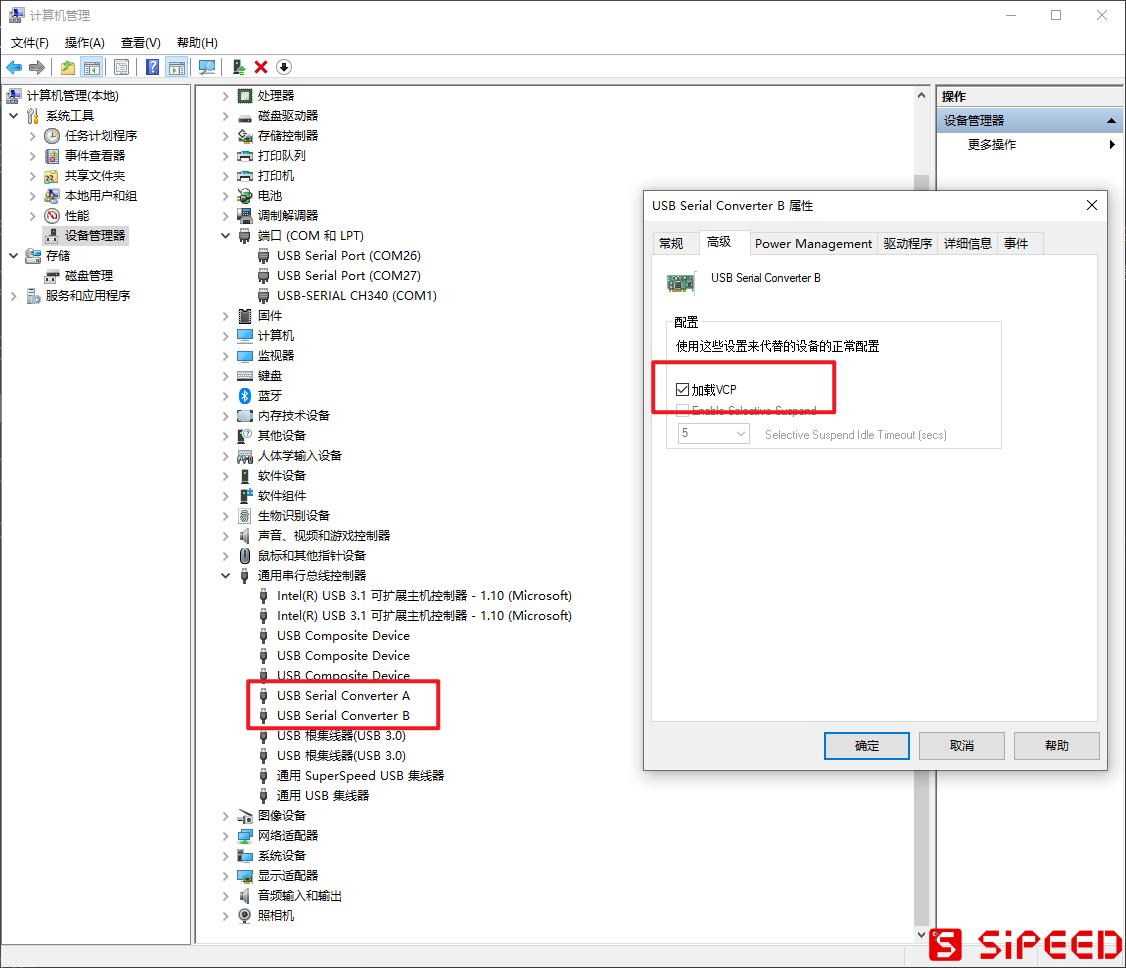 计算机管理
文件(F) 操作(A) 查看(V) 帮助(H)
计算机管理(本地)
系统工具
任务计划程序
事件查看器
共享文件夹
本地用户和组
性能
设备管理器
存储
磁盘管理
服务和应用程序
处理器
磁盘驱动器
存储控制器
打印队列
打印机
电池
调制解调器
端口 (COM 和 LPT)
USB Serial Port (COM26)
USB Serial Port (COM27)
USB-SERIAL CH340 (COM1)
固件
计算机
监视器
键盘
蓝牙
内存技术设备
其他设备
人体学输入设备
软件设备
软件组件
生物识别设备
声音、视频和游戏控制器
鼠标和其他指针设备
通用串行总线控制器
Intel(R) USB 3.1 可扩展主机控制器 - 1.10 (Microsoft)
Intel(R) USB 3.1 可扩展主机控制器 - 1.10 (Microsoft)
USB Composite Device
USB Composite Device
USB Composite Device
USB Serial Converter A
USB Serial Converter B
USB 根集线器(USB 3.0)
USB 根集线器(USB 3.0)
通用 SuperSpeed USB 集线器
通用 USB 集线器
图像设备
网络适配器
系统设备
显示适配器
音频输入和输出
照相机
操作
设备管理器
更多操作
USB Serial Converter B 属性
常规 高级 Power Management 驱动程序 详细信息 事件
USB Serial Converter B
配置
使用这些设置来代替的设备的正常配置
加载VCP
Enable Selective Suspend
5 Selective Suspend Idle Timeout (secs)
确定 取消 帮助
S SiPEED